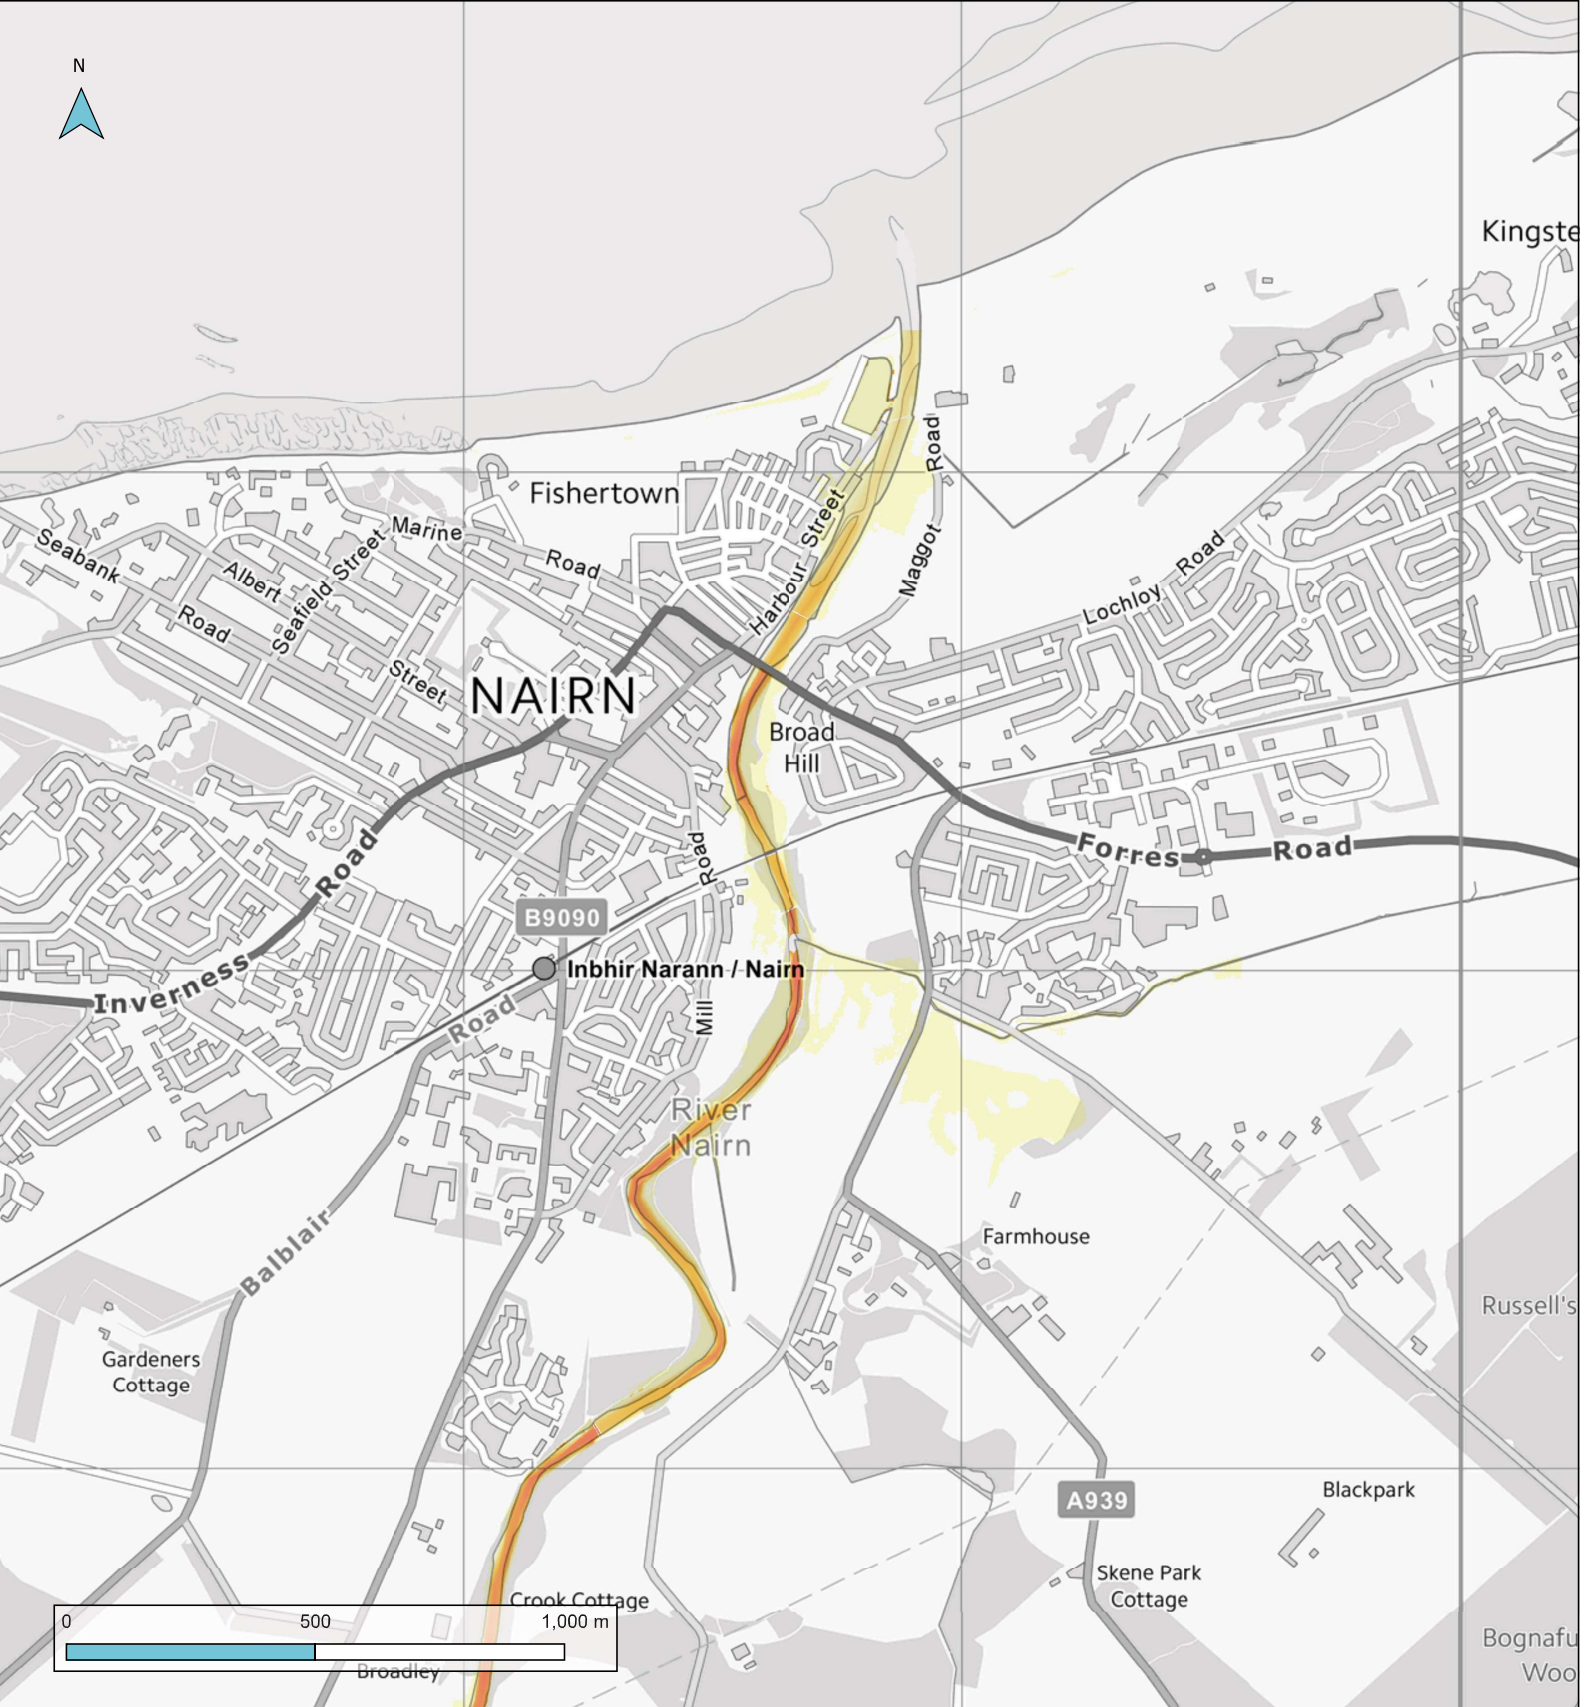 N
Kingste
Fishertown
Road
Marine
Street
Seabank
Road
Albert
Seafield Street
Maggot
Road
Harbour
Lochloy
Road
Street
NAIRN
Broad
Hill
Road
Forres
Road
Road
B9090
Inbhir Narann / Nairn
Inverness
Road
Mill
River
Nairn
Balblair
Farmhouse
Russell's
Gardeners
Cottage
A939
Blackpark
Skene Park
Cottage
Crook Cottage
0
500
1,000 m
Bognafu
Woo
Broadley